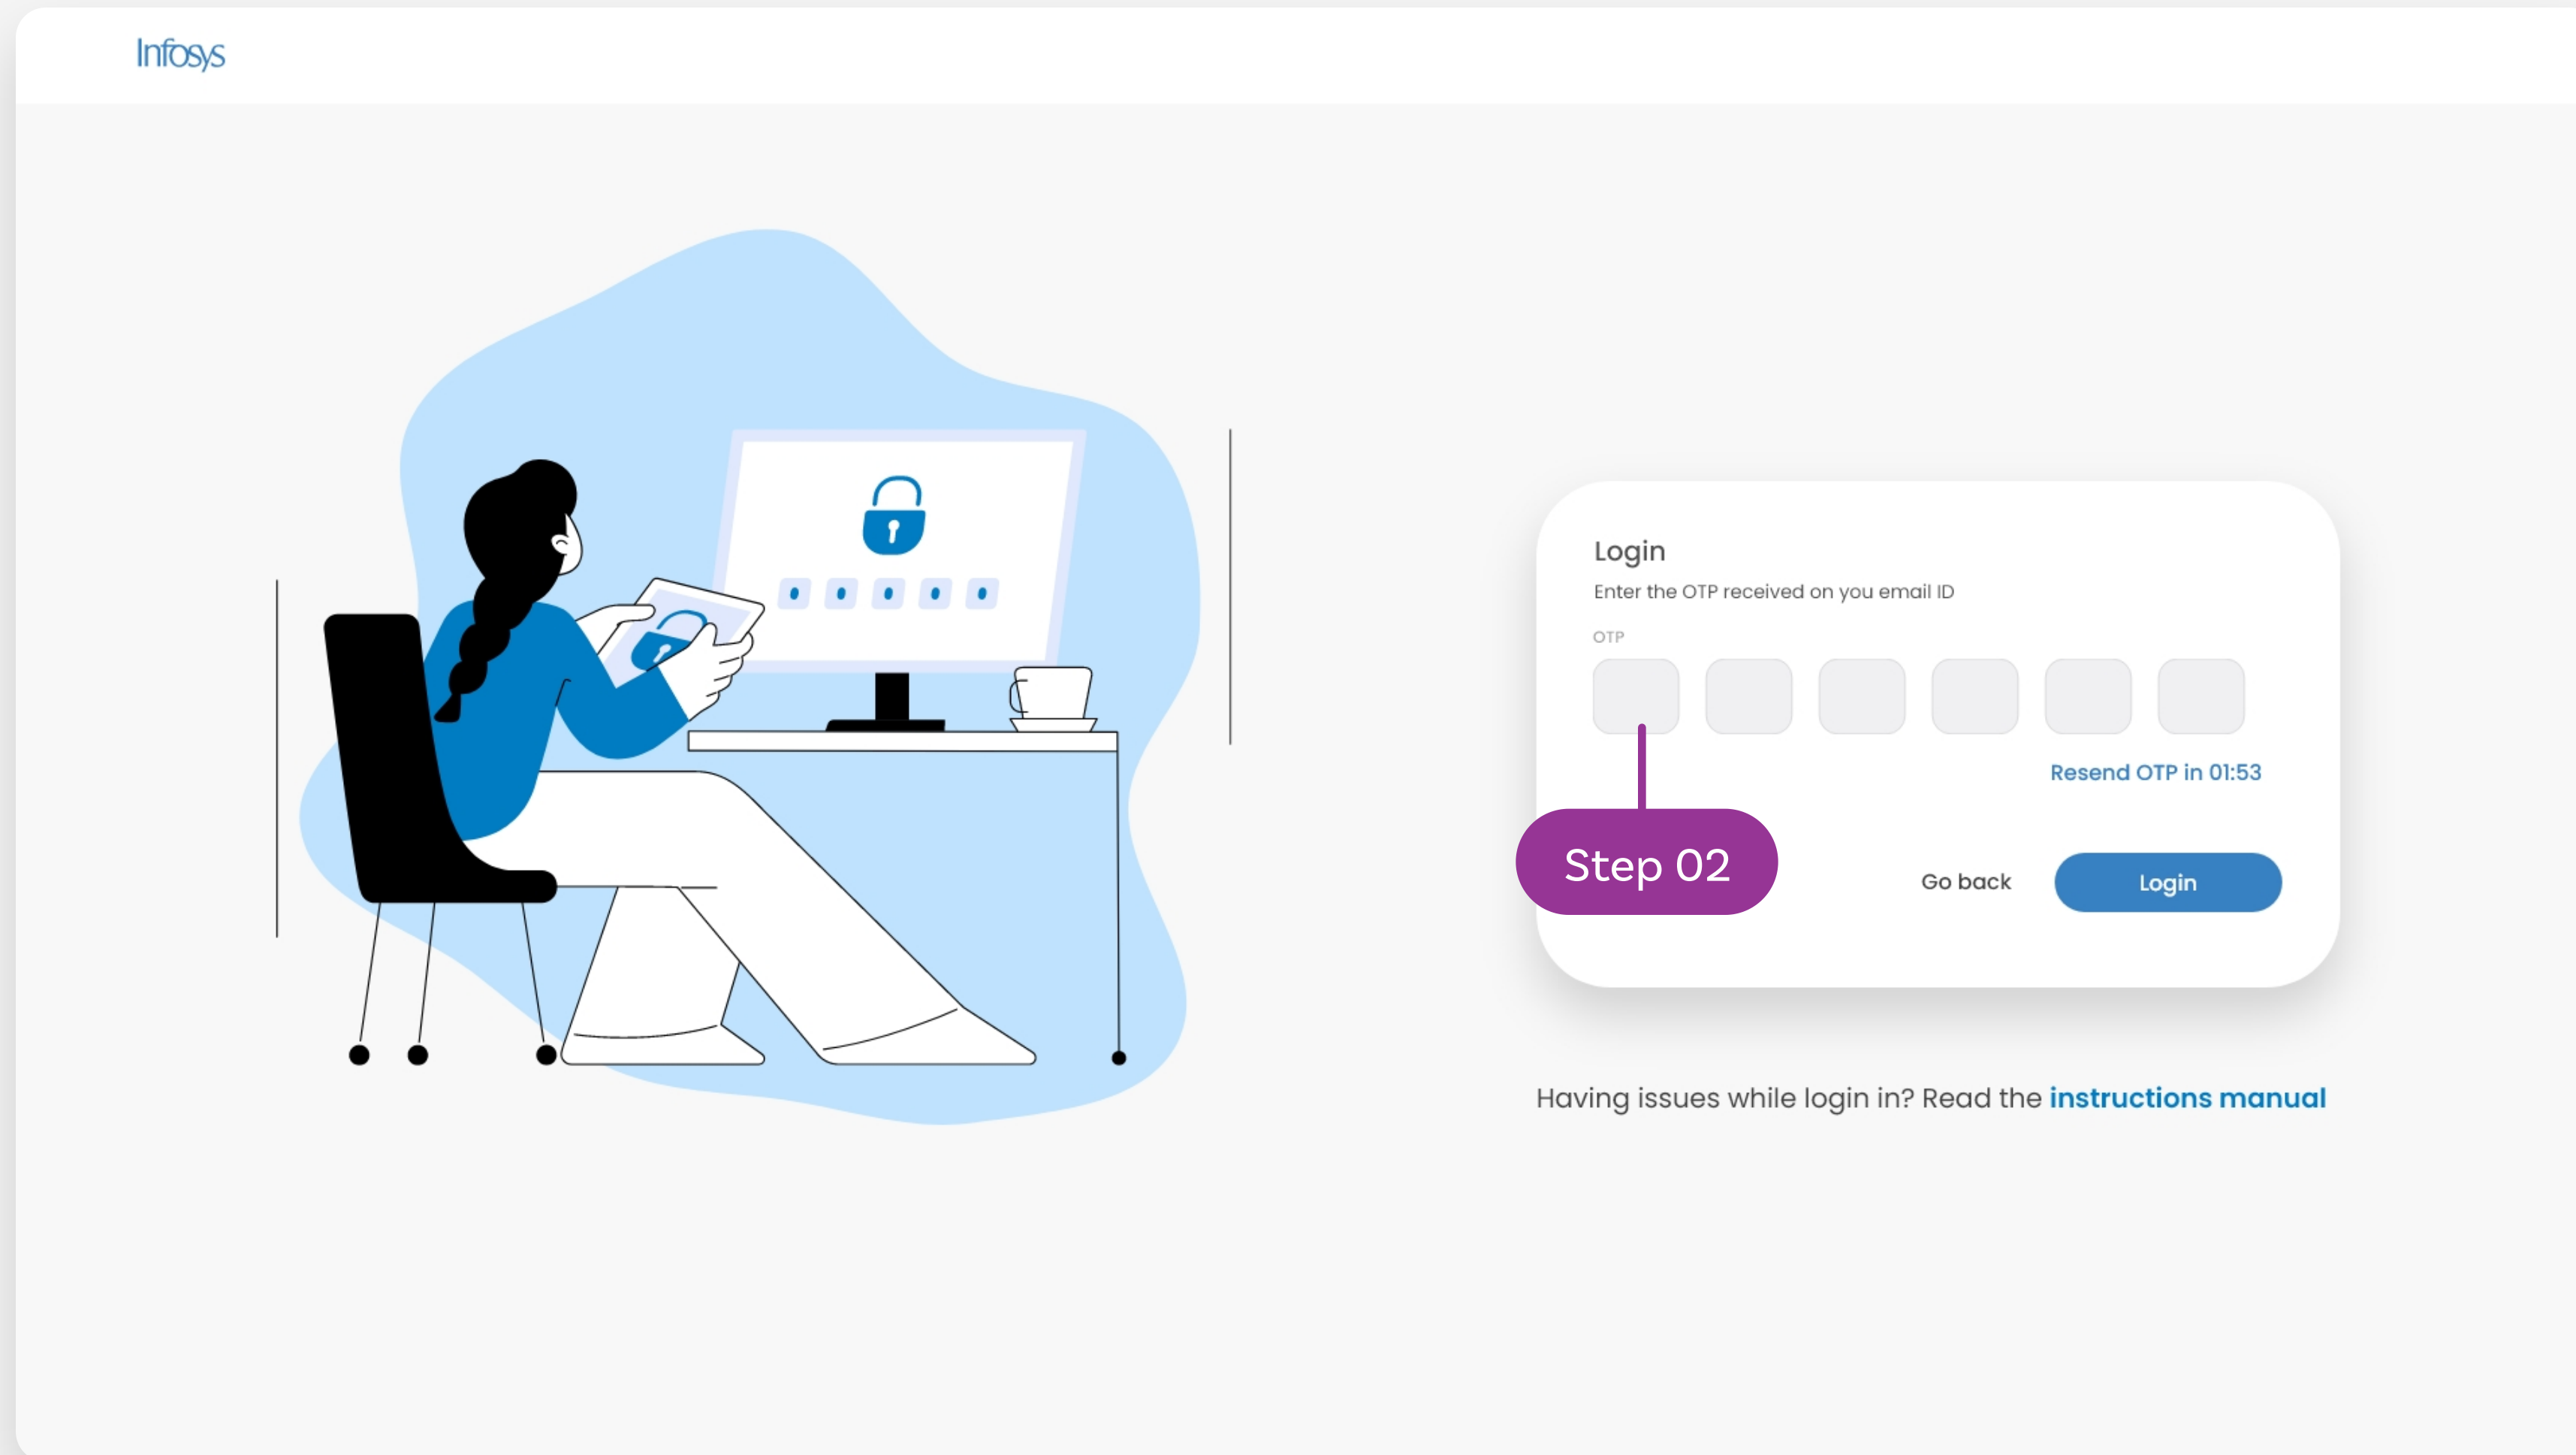 Infosys
Login
Enter the OTP received on you email ID
OTP
Resend OTP in 01:53
Step 02
Go back
Login
Having issues while login in? Read the instructions manual